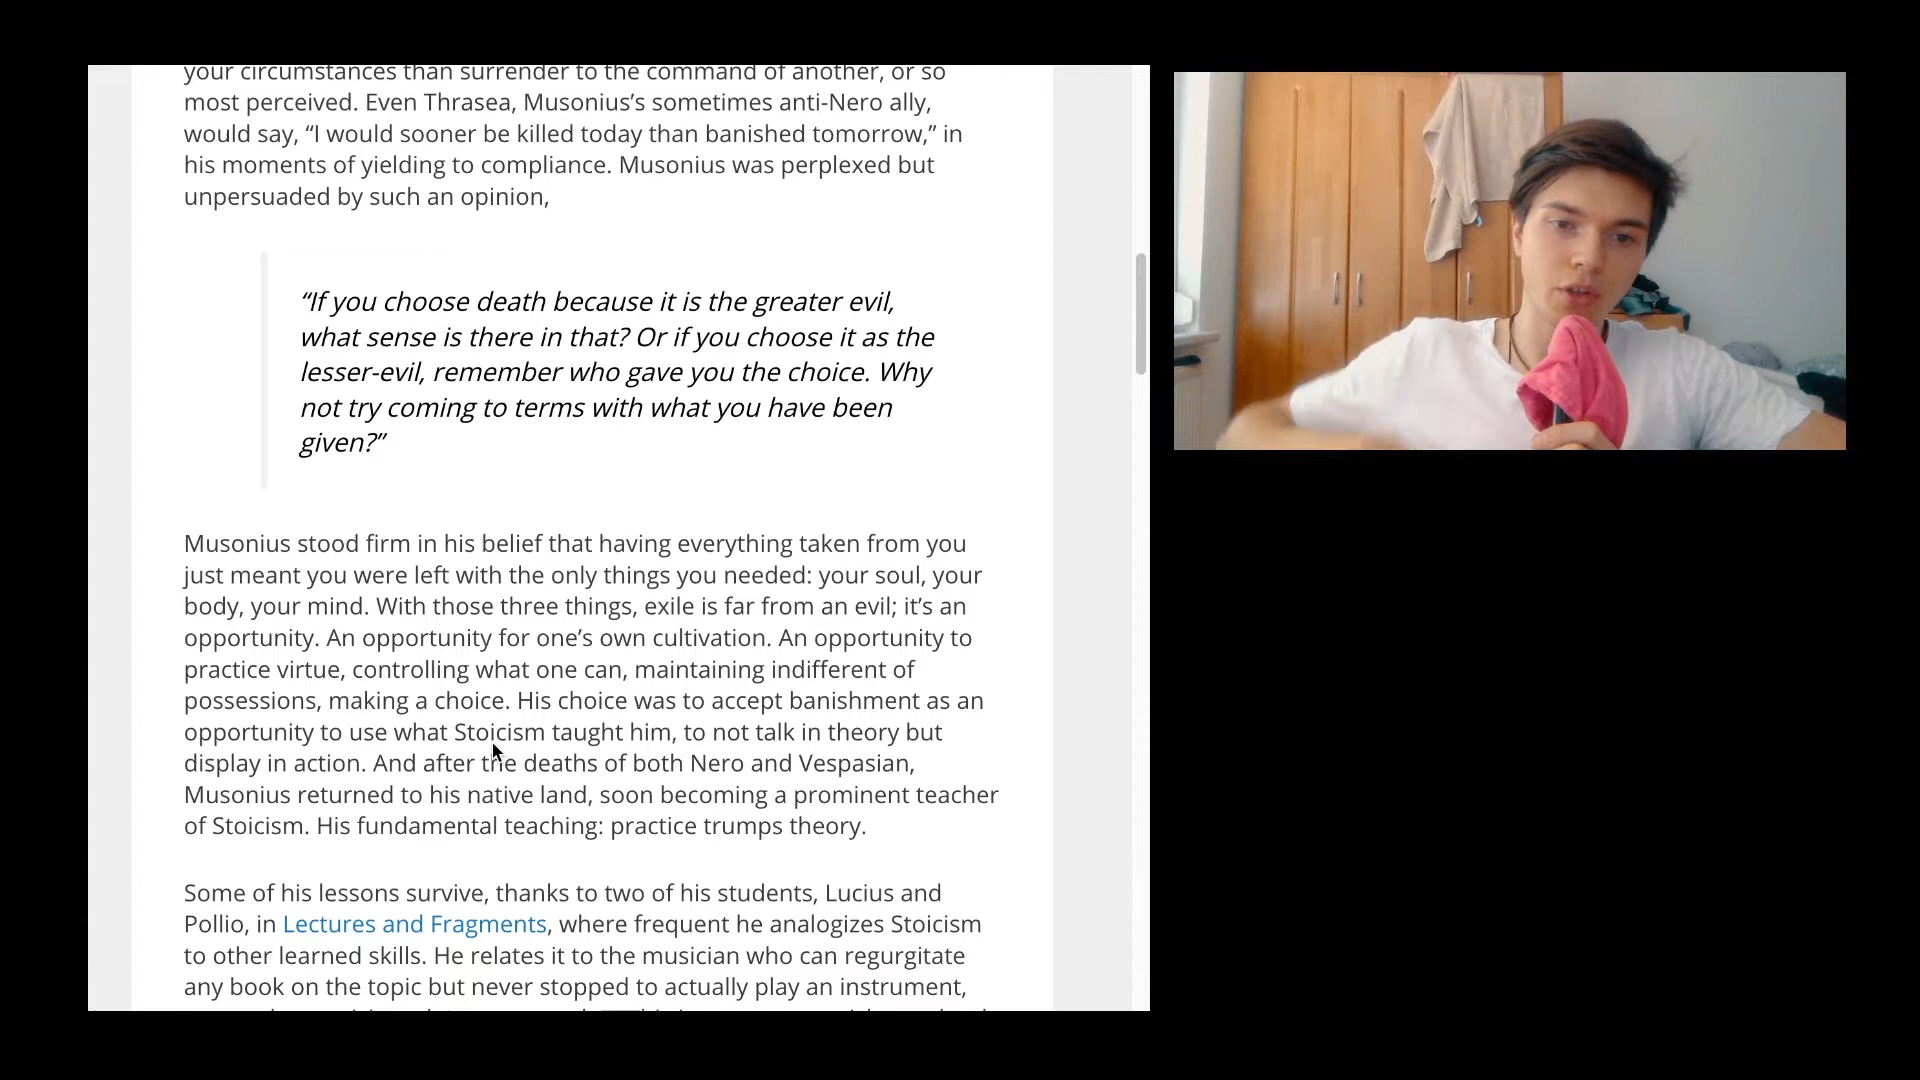 your circumstances than surrender to the command of another, or so
most perceived. Even Thrasea, Musonius’s sometimes anti-Nero ally,
would say, “I would sooner be killed today than banished tomorrow,” in
his moments of yielding to compliance. Musonius was perplexed but
unpersuaded by such an opinion,
“If you choose death because it is the greater evil,
what sense is there in that? Or if you choose it as the
lesser-evil, remember who gave you the choice. Why
not try coming to terms with what you have been
given?”
Musonius stood firm in his belief that having everything taken from you
just meant you were left with the only things you needed: your soul, your
body, your mind. With those three things, exile is far from an evil; it’s an
opportunity. An opportunity for one’s own cultivation. An opportunity to
practice virtue, controlling what one can, maintaining indifferent of
possessions, making a choice. His choice was to accept banishment as an
opportunity to use what Stoicism taught him, to not talk in theory but
display in action. And after the deaths of both Nero and Vespasian,
Musonius returned to his native land, soon becoming a prominent teacher
of Stoicism. His fundamental teaching: practice trumps theory.
Some of his lessons survive, thanks to two of his students, Lucius and
Pollio, in Lectures and Fragments, where frequent he analogizes Stoicism
to other learned skills. He relates it to the musician who can regurgitate
any book on the topic but never stopped to actually play an instrument,